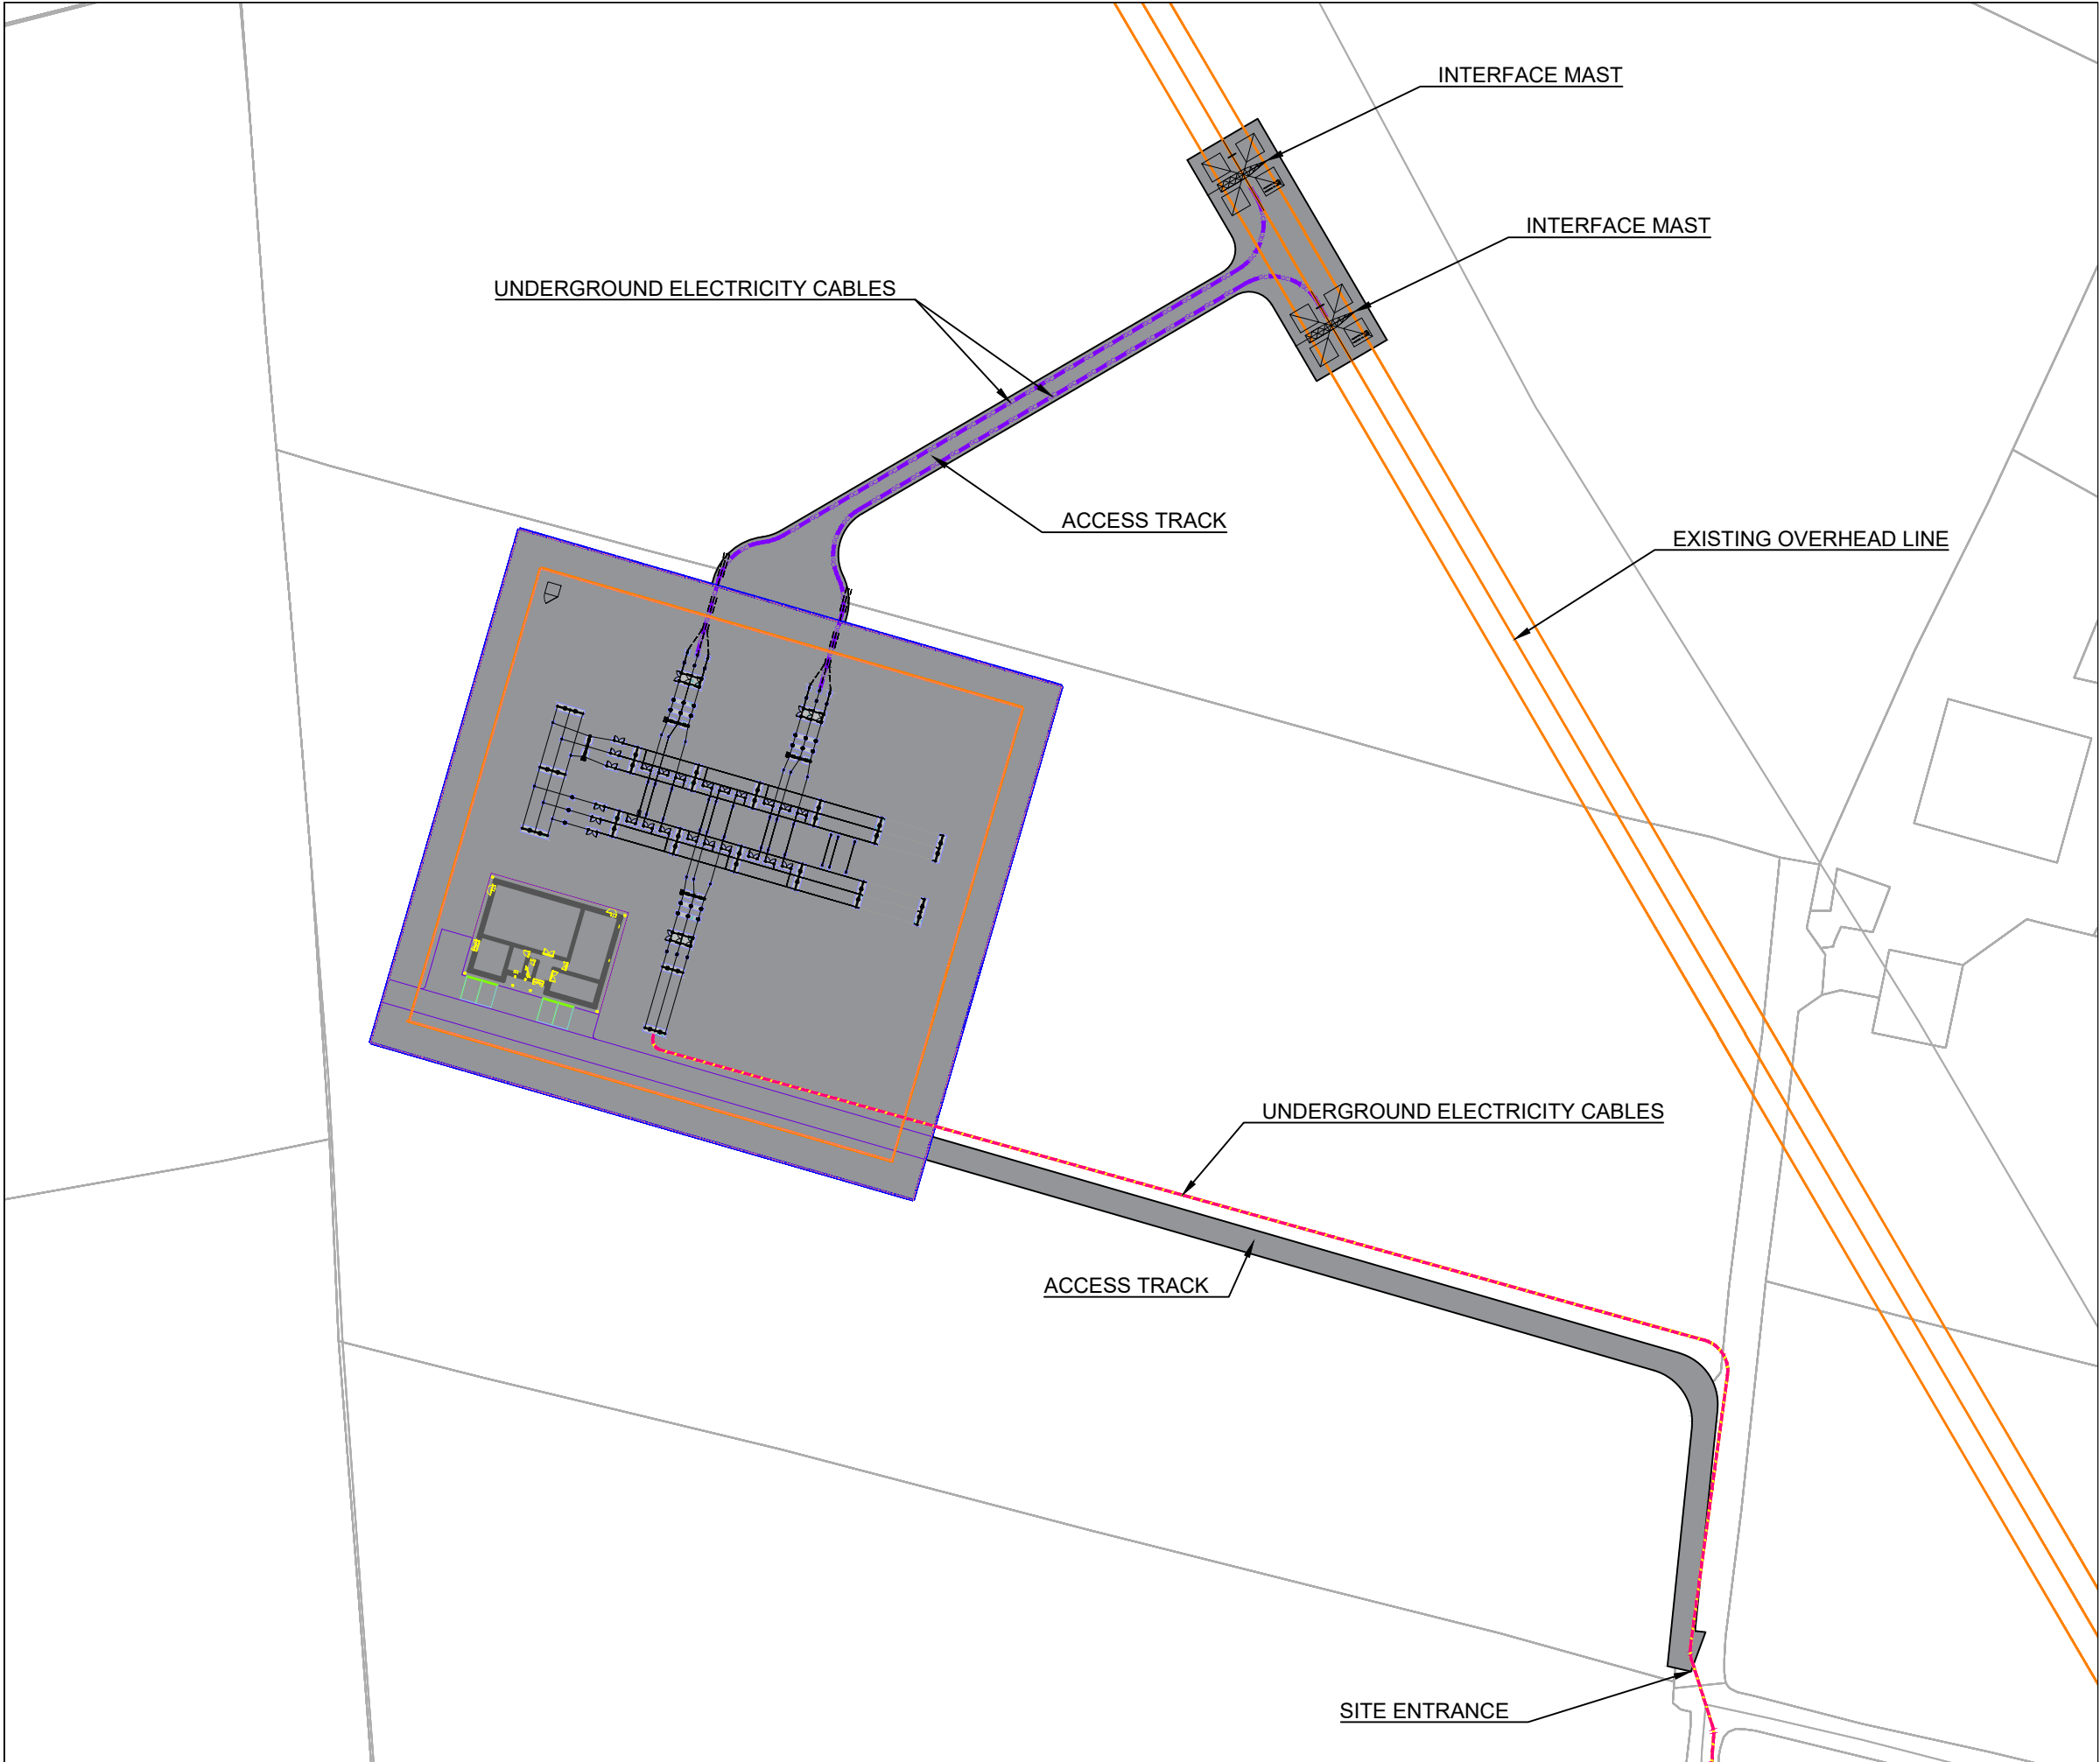 INTERFACE MAST
INTERFACE MAST
UNDERGROUND ELECTRICITY CABLES
ACCESS TRACK
EXISTING OVERHEAD LINE
UNDERGROUND ELECTRICITY CABLES
ACCESS TRACK
SITE ENTRANCE